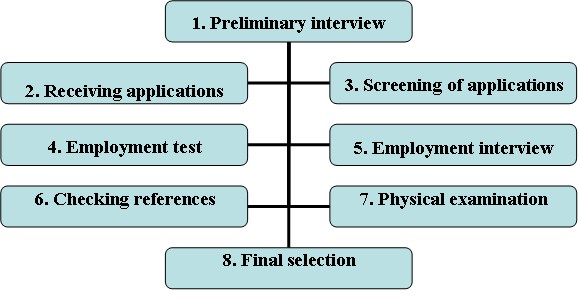 1. Preliminary interview
2. Receiving applications
3. Screening of applications
4. Employment test
5. Employment interview
6. Checking references
7. Physical examination
8. Final selection